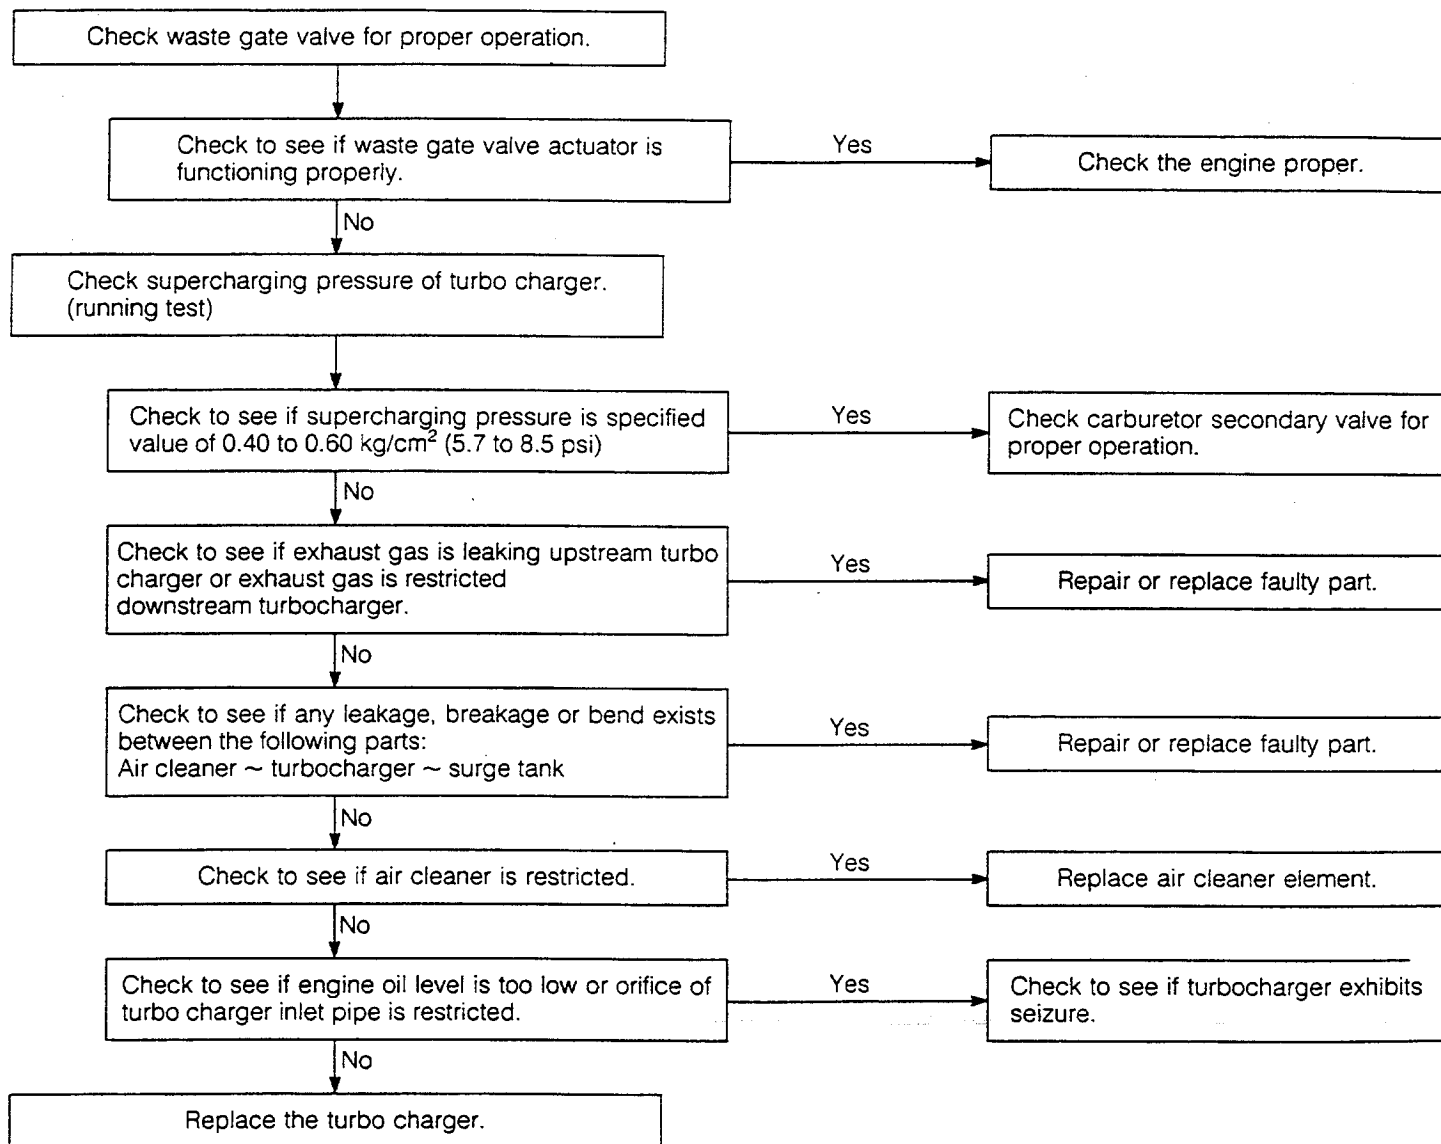 Check waste gate valve for proper operation.
Check to see if waste gate valve actuator is
functioning properly.
Yes
Check the engine proper.
No
Check supercharging pressure of turbo charger.
(running test)
Check to see if supercharging pressure is specified
value of 0.40 to 0.60 kg/cm² (5.7 to 8.5 psi)
Yes
Check carburetor secondary valve for
proper operation.
No
Check to see if exhaust gas is leaking upstream turbo
charger or exhaust gas is restricted
downstream turbocharger.
Yes
Repair or replace faulty part.
No
Check to see if any leakage, breakage or bend exists
between the following parts:
Air cleaner ~ turbocharger ~ surge tank
Yes
Repair or replace faulty part.
No
Check to see if air cleaner is restricted.
Yes
Replace air cleaner element.
No
Check to see if engine oil level is too low or orifice of
turbo charger inlet pipe is restricted.
Yes
Check to see if turbocharger exhibits
seizure.
No
Replace the turbo charger.